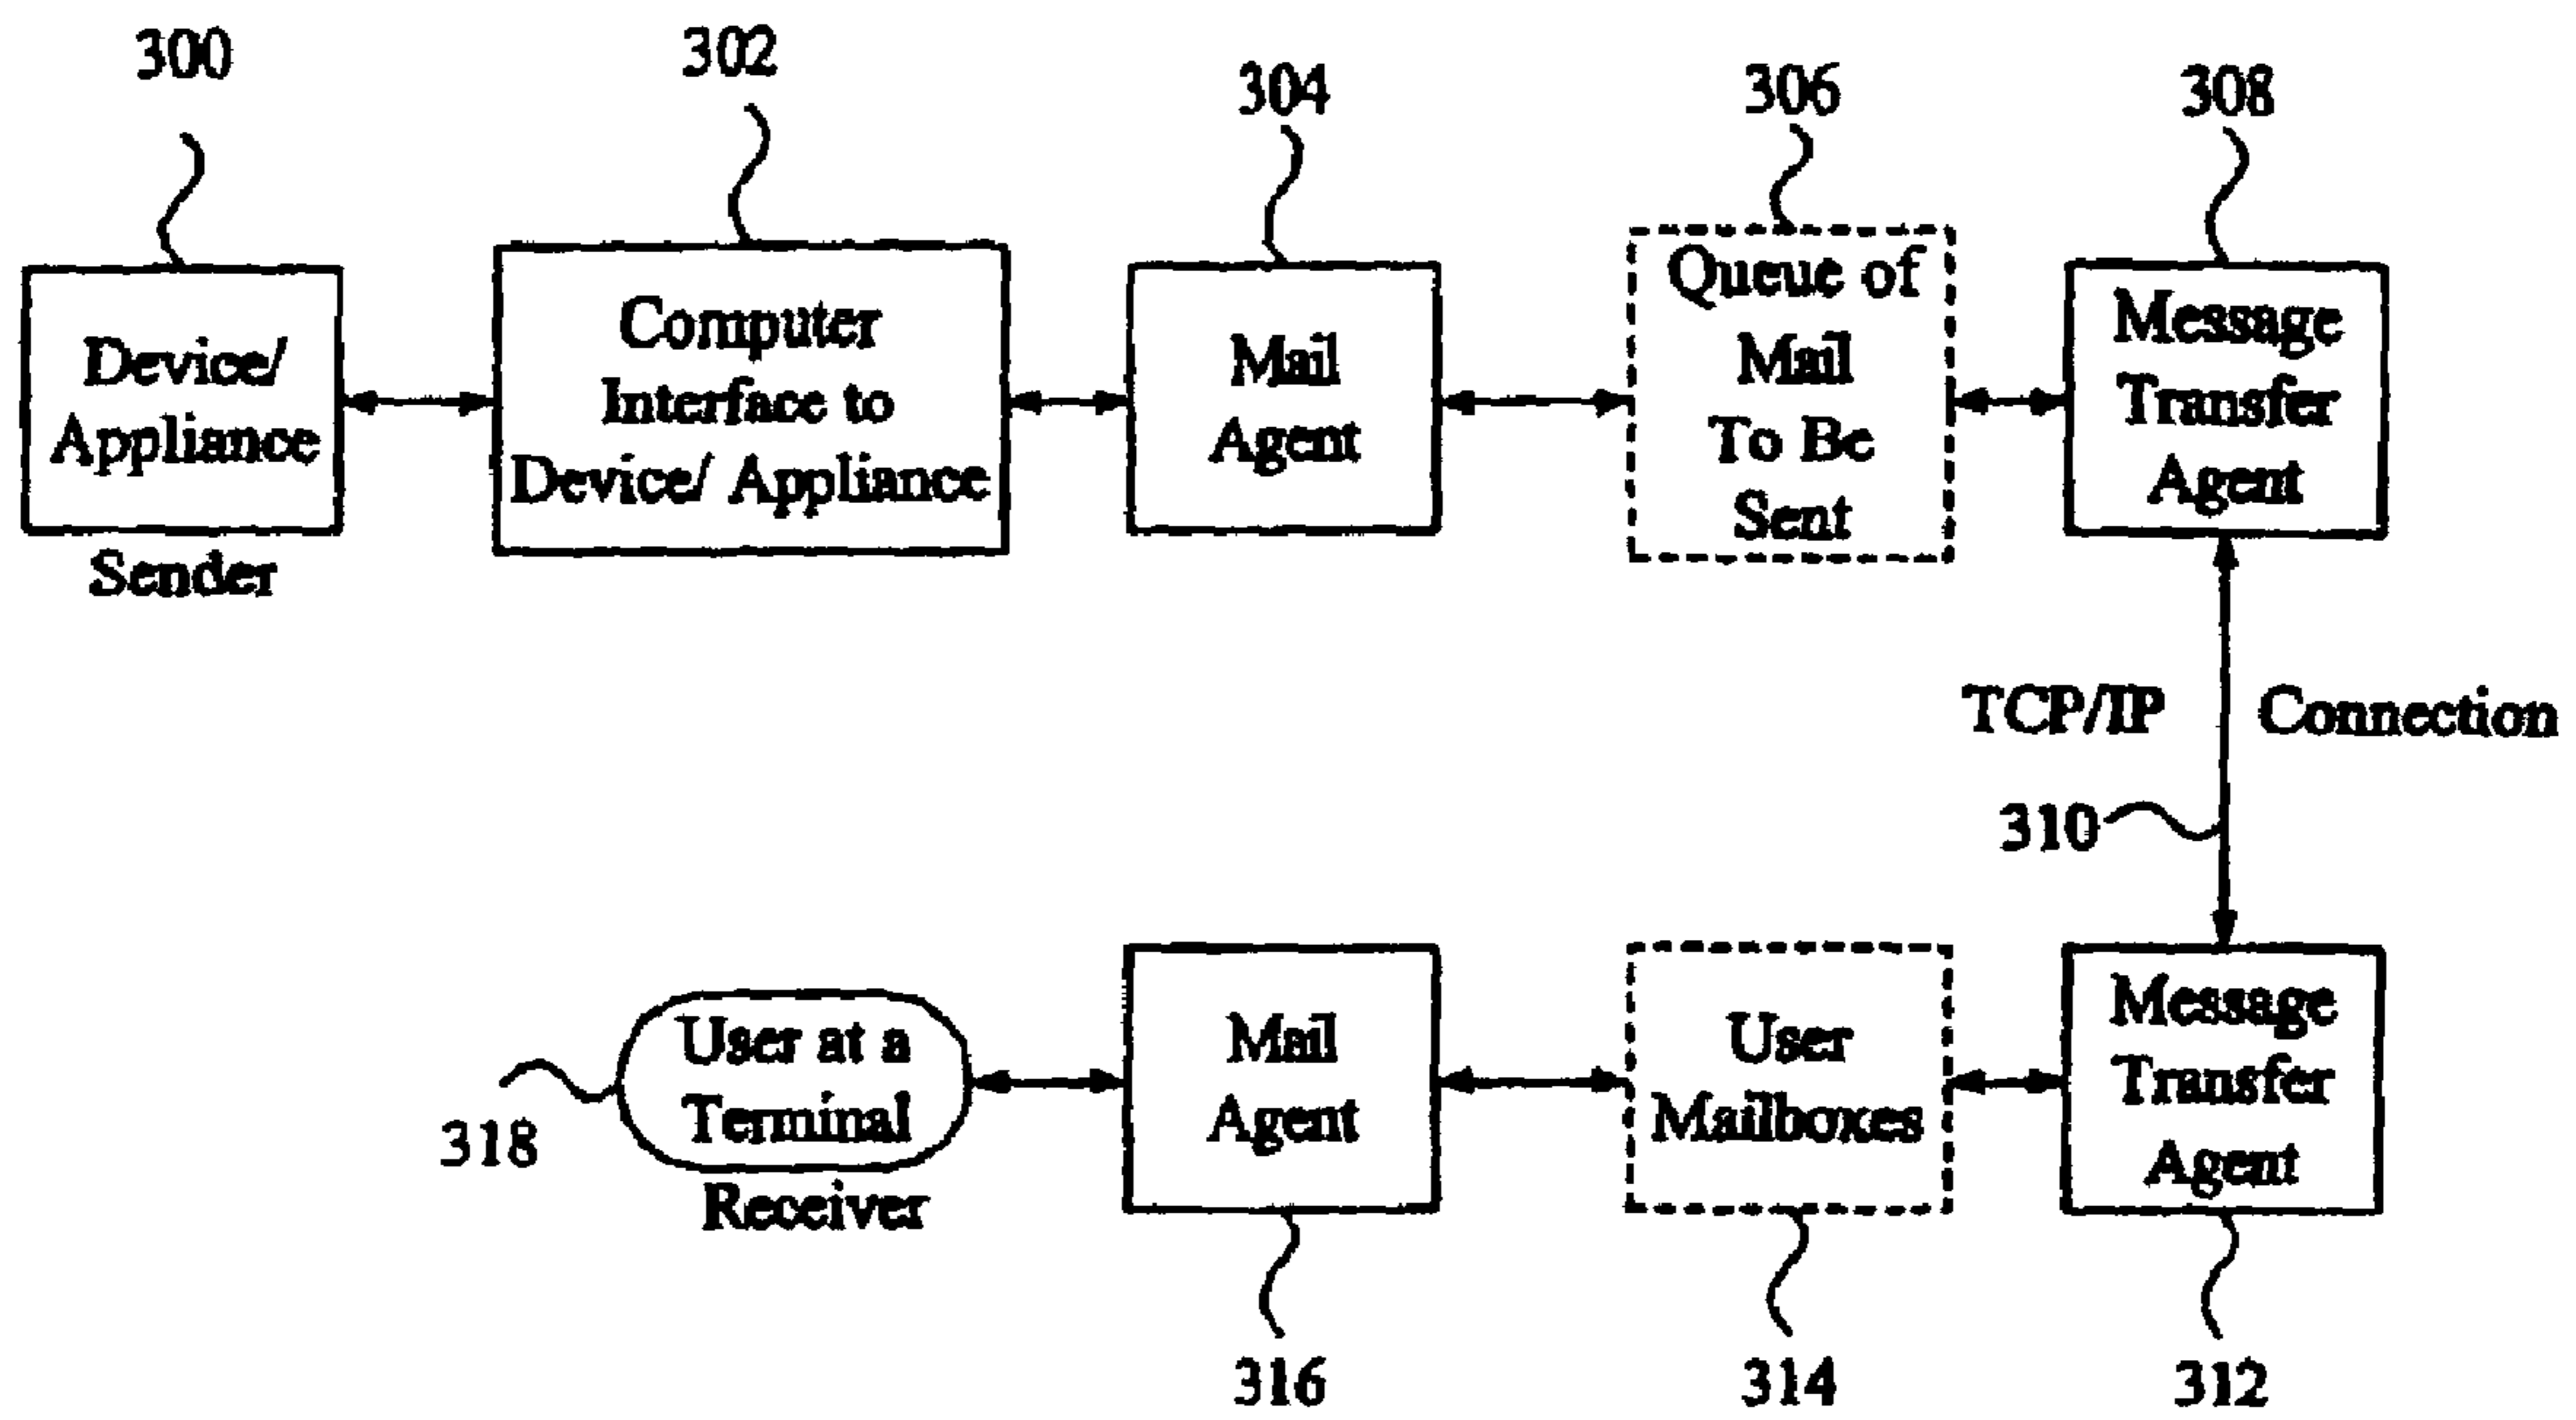 300
302
304
306
308
Device/
Appliance
Sender
Computer
Interface to
Device/ Appliance
Mail
Agent
Queue of
Mail
To Be
Sent
Message
Transfer
Agent
TCP/IP Connection
310
318
User at a
Terminal
Receiver
Mail
Agent
User
Mailboxes
Message
Transfer
Agent
316
314
312